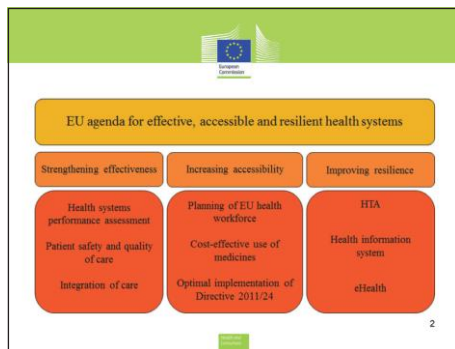 European
Commission
EU agenda for effective, accessible and resilient health systems
Strengthening effectiveness
Increasing accessibility
Improving resilience
Health systems
performance assessment
Patient safety and quality
of care
Integration of care
Planning of EU health
workforce
Cost-effective use of
medicines
Optimal implementation of
Directive 2011/24
HTA
Health information
system
eHealth
2